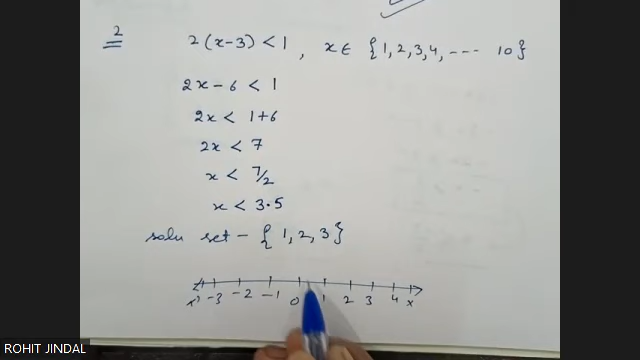 2
2(x-3) < 1, x ∈ {1,2,3,4,---- 10}
2x - 6 < 1
2x < 1+6
2x < 7
x < 7/2
x < 3.5
solu set - {1,2,3}
x' -3 -2 -1 0 1 2 3 4 x
ROHIT JINDAL